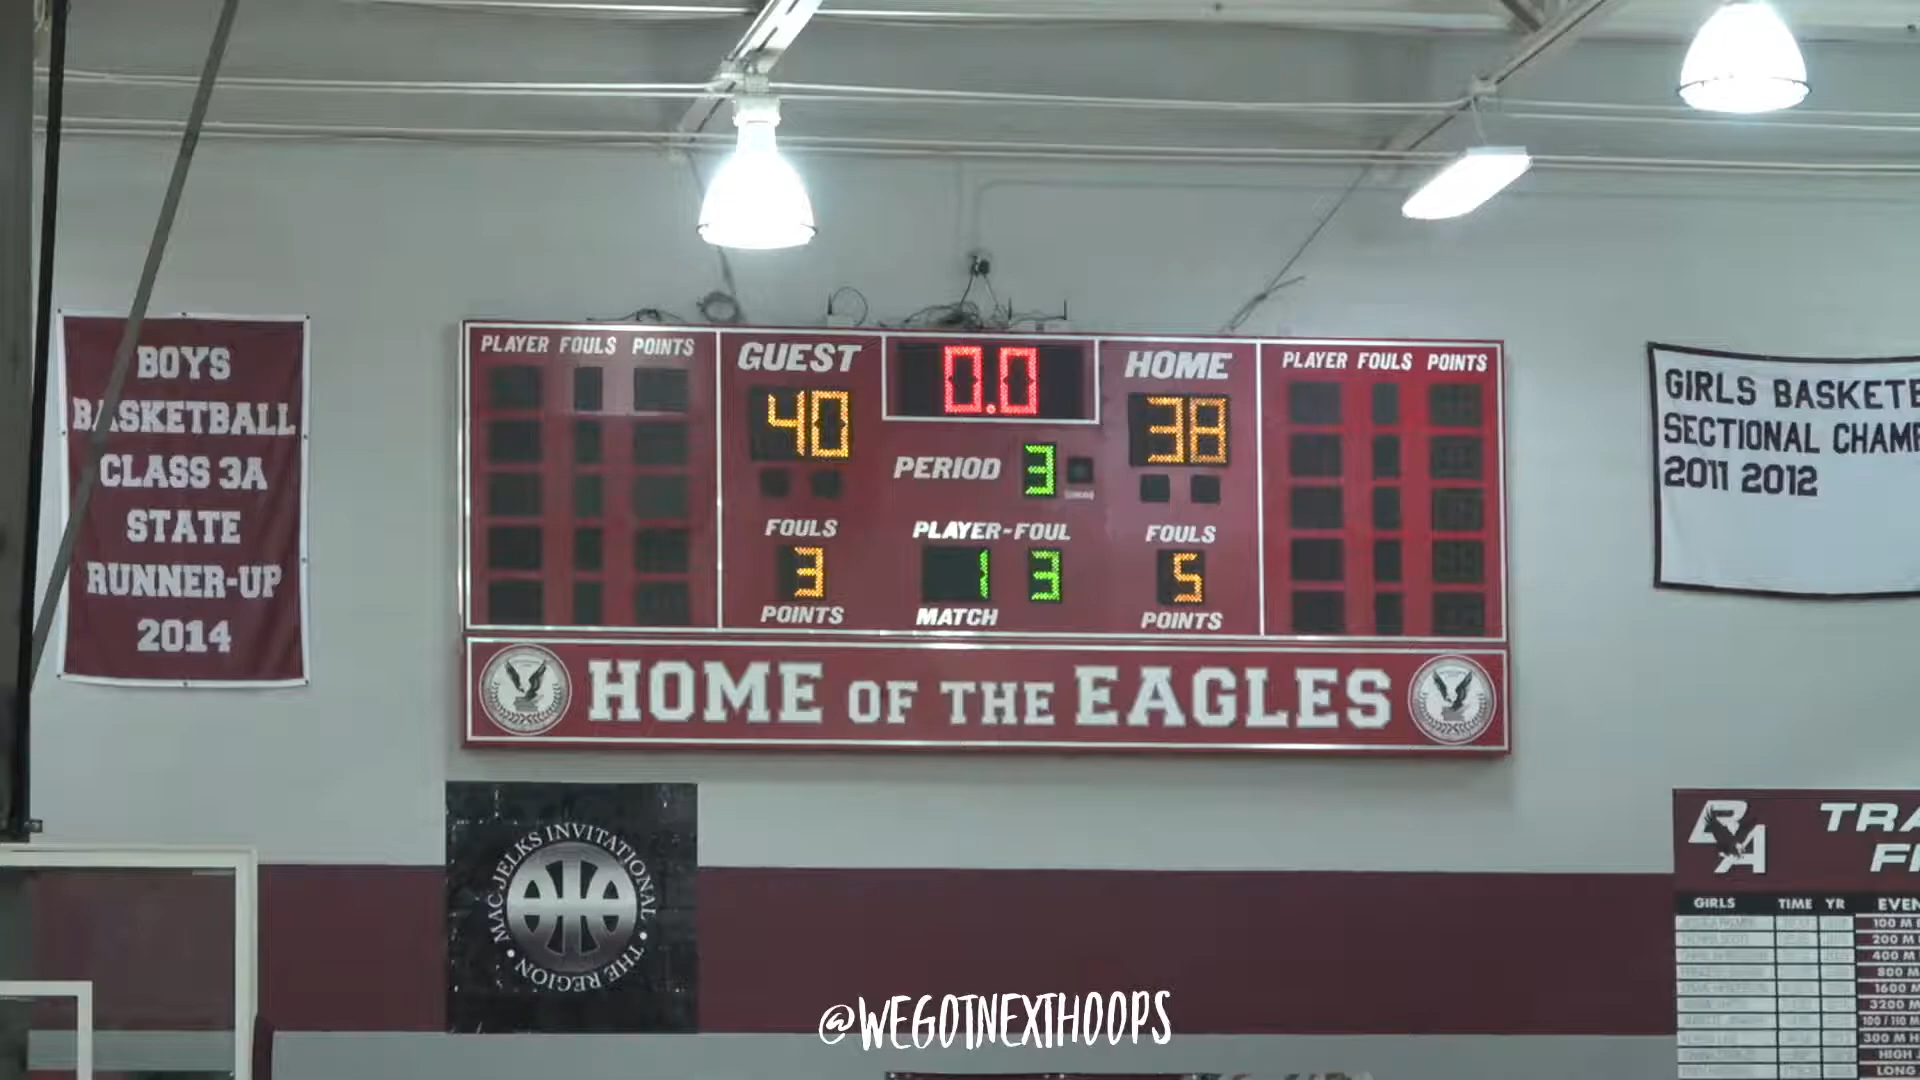 BOYS
BASKETBALL
CLASS 3A
STATE
RUNNER-UP
2014
PLAYER FOULS POINTS
GUEST
0.0
HOME
PLAYER FOULS POINTS
40
38
PERIOD 3
FOULS
PLAYER-FOUL
FOULS
3
1 3
5
POINTS
MATCH
POINTS
HOME OF THE EAGLES
GIRLS BASKETB
SECTIONAL CHAMP
2011 2012
MAC JELKS INVITATIONAL
• THE REGION •
BA
TRA
GIRLS TIME YR EVEN
100 M
200 M
400 M
800 M
1600 M
3200 M
100 / 110 M
300 M H
HIGH
LONG
@WEGOTNEXTHOOPS